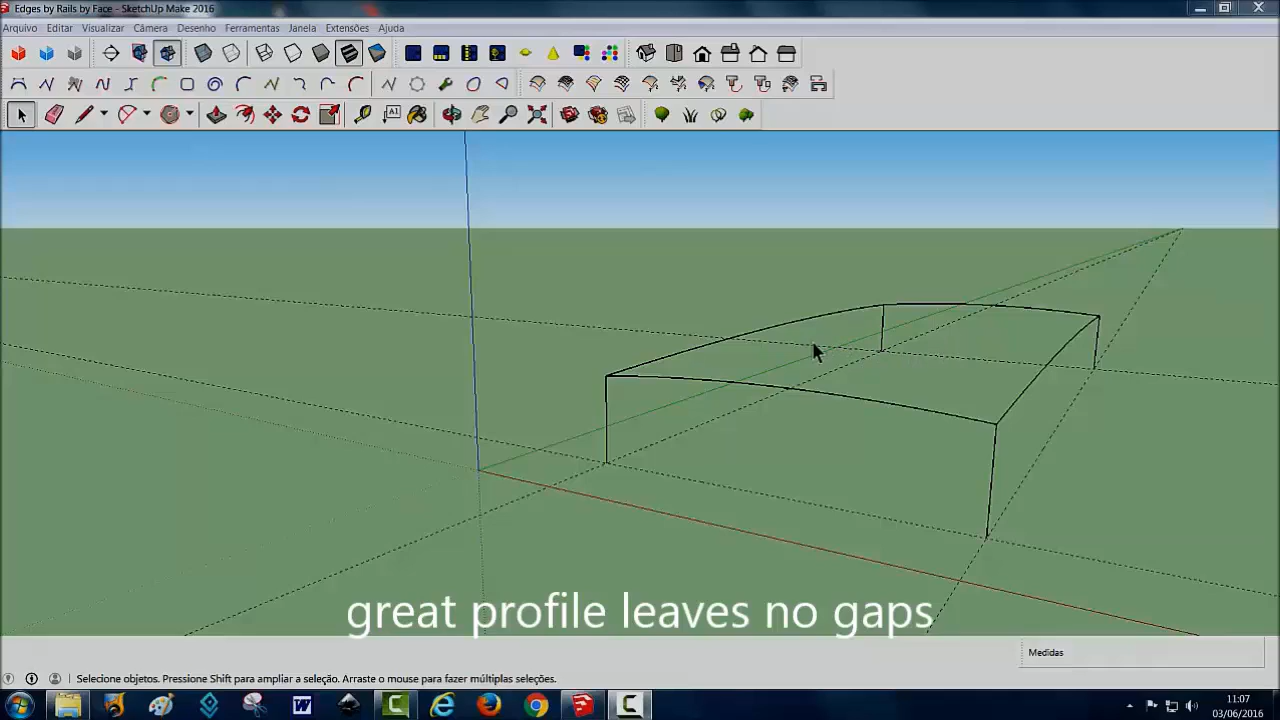 Edges by Rails by Face - SketchUp Make 2016
Arquivo Editar Visualizar Câmera Desenho Ferramentas Janela Extensões Ajuda
great profile leaves no gaps
Medidas
Selecione objetos. Pressione Shift para ampliar a seleção. Arraste o mouse para fazer múltiplas seleções.
11:07
03/06/2016